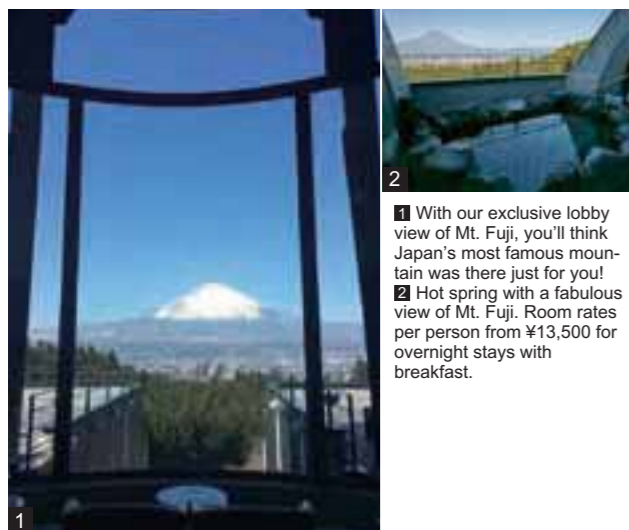 1
2
1 With our exclusive lobby
view of Mt. Fuji, you'll think
Japan's most famous moun-
tain was there just for you!
2 Hot spring with a fabulous
view of Mt. Fuji. Room rates
per person from ¥13,500 for
overnight stays with
breakfast.